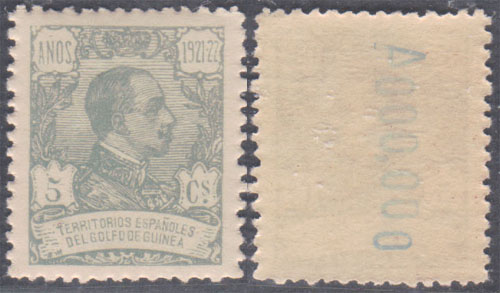 AÑOS 1921-22
5 Cs
TERRITORIOS ESPAÑOLES
DEL GOLFO DE GUINEA
A000,000